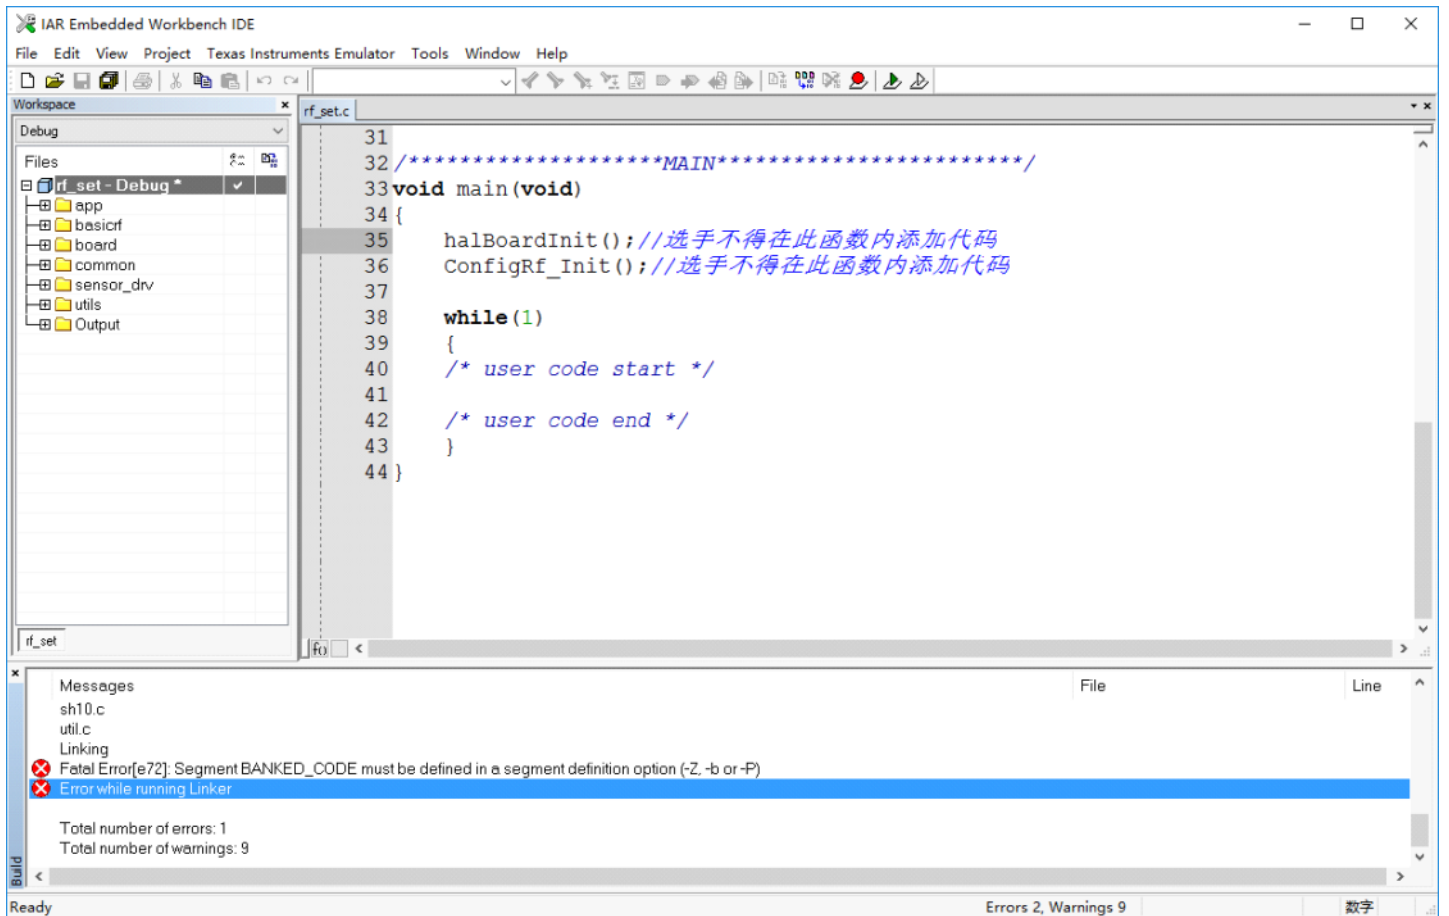 IAR Embedded Workbench IDE
File Edit View Project Texas Instruments Emulator Tools Window Help
Workspace
Debug
Files
rf_set - Debug *
app
basicrf
board
common
sensor_drv
utils
Output
rf_set
rf_set.c
31
32 /**********************MAIN************************/
33 void main(void)
34 {
35 halBoardInit();//选手不得在此函数内添加代码
36 ConfigRf_Init();//选手不得在此函数内添加代码
37
38 while(1)
39 {
40 /* user code start */
41
42 /* user code end */
43 }
44 }
Messages File Line
sh10.c
util.c
Linking
Fatal Error[e72]: Segment BANKED_CODE must be defined in a segment definition option (-Z, -b or -P)
Error while running Linker
Total number of errors: 1
Total number of warnings: 9
Build
Ready Errors 2, Warnings 9 数字